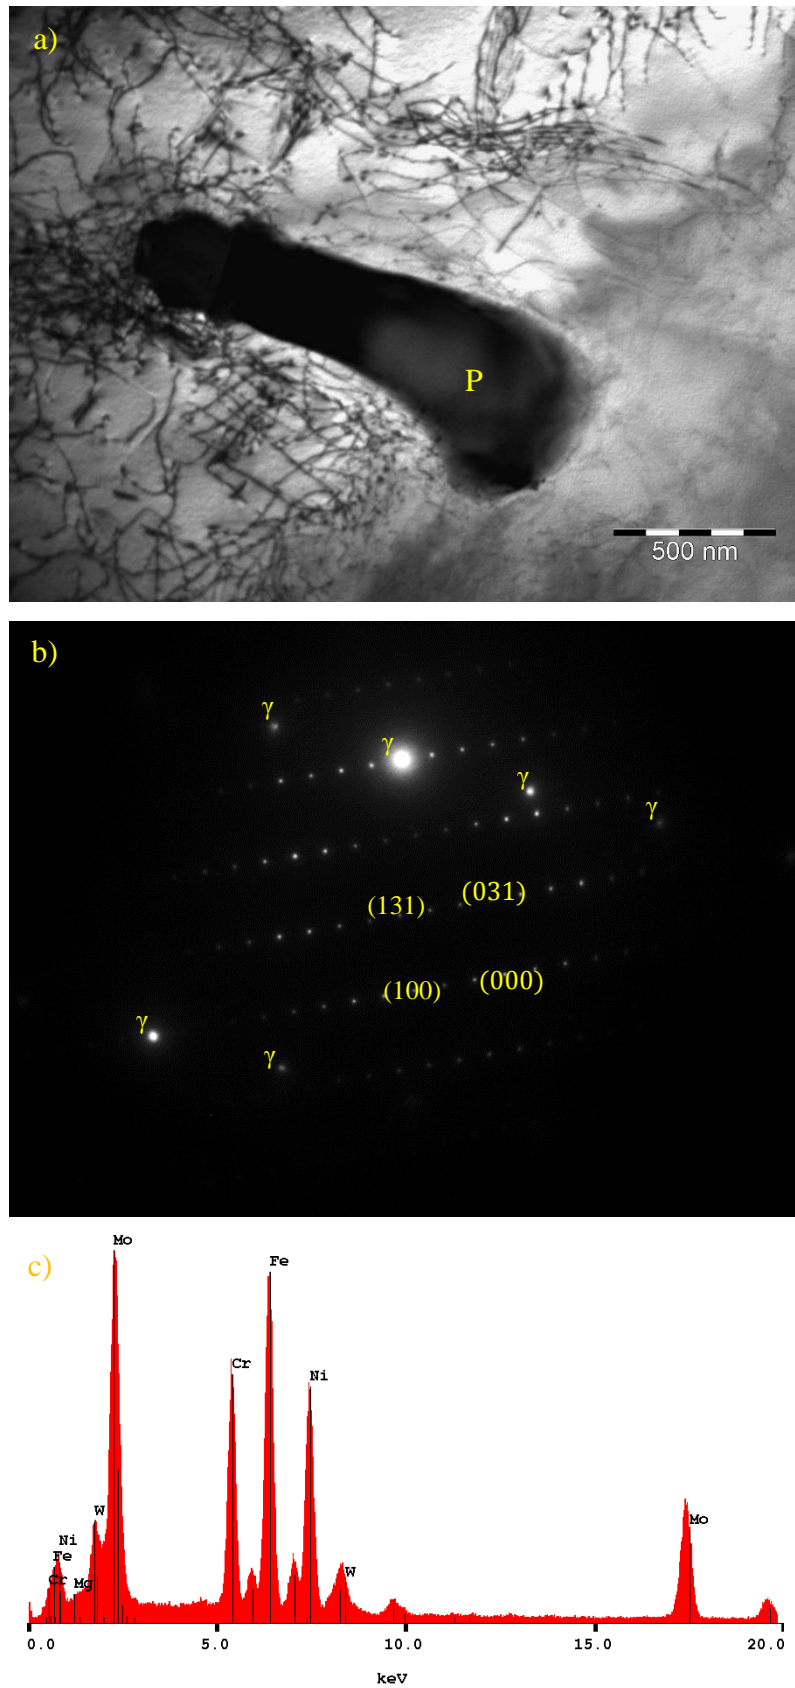 a)
P
500 nm
b)
γ
γ
γ
γ
(131) (031)
(100) (000)
γ
γ
c)
Mo
Fe
Cr
Ni
W
Ni
Fe
Cr Mg
W
Mo
0.0 5.0 10.0 15.0 20.0
keV